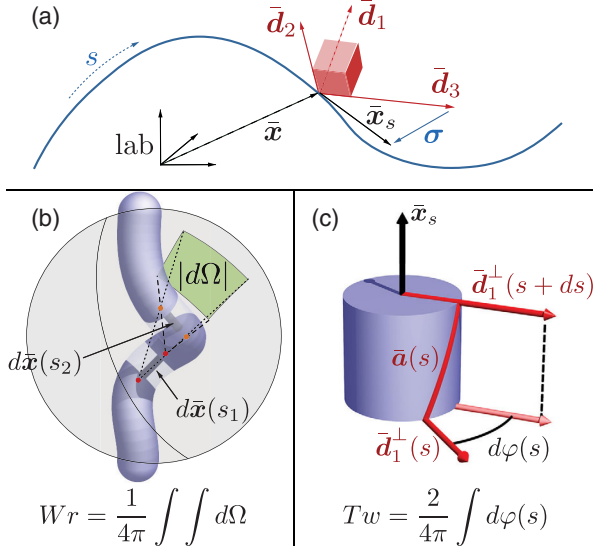 (a)
s
d̄₂
d̄₁
d̄₃
x̄ₛ
σ
x̄
lab
(b)
|dΩ|
dx̄(s₂)
dx̄(s₁)
Wr = 1/4π ∫ ∫ dΩ
(c)
x̄ₛ
d̄₁⊥(s + ds)
ā(s)
d̄₁⊥(s)
dφ(s)
Tw = 2/4π ∫ dφ(s)